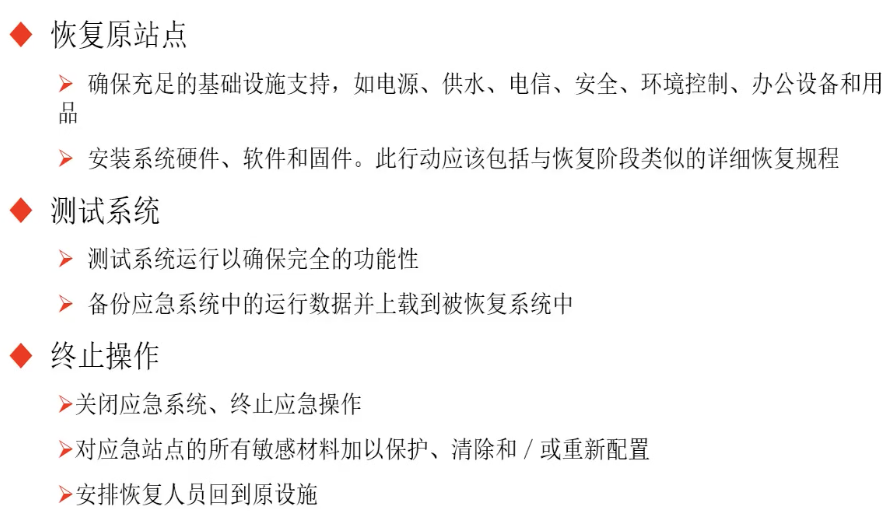 恢复原站点
确保充足的基础设施支持，如电源、供水、电信、安全、环境控制、办公设备和用
品
安装系统硬件、软件和固件。此行动应该包括与恢复阶段类似的详细恢复规程
测试系统
测试系统运行以确保完全的功能性
备份应急系统中的运行数据并上载到被恢复系统中
终止操作
关闭应急系统、终止应急操作
对应急站点的所有敏感材料加以保护、清除和 / 或重新配置
安排恢复人员回到原设施